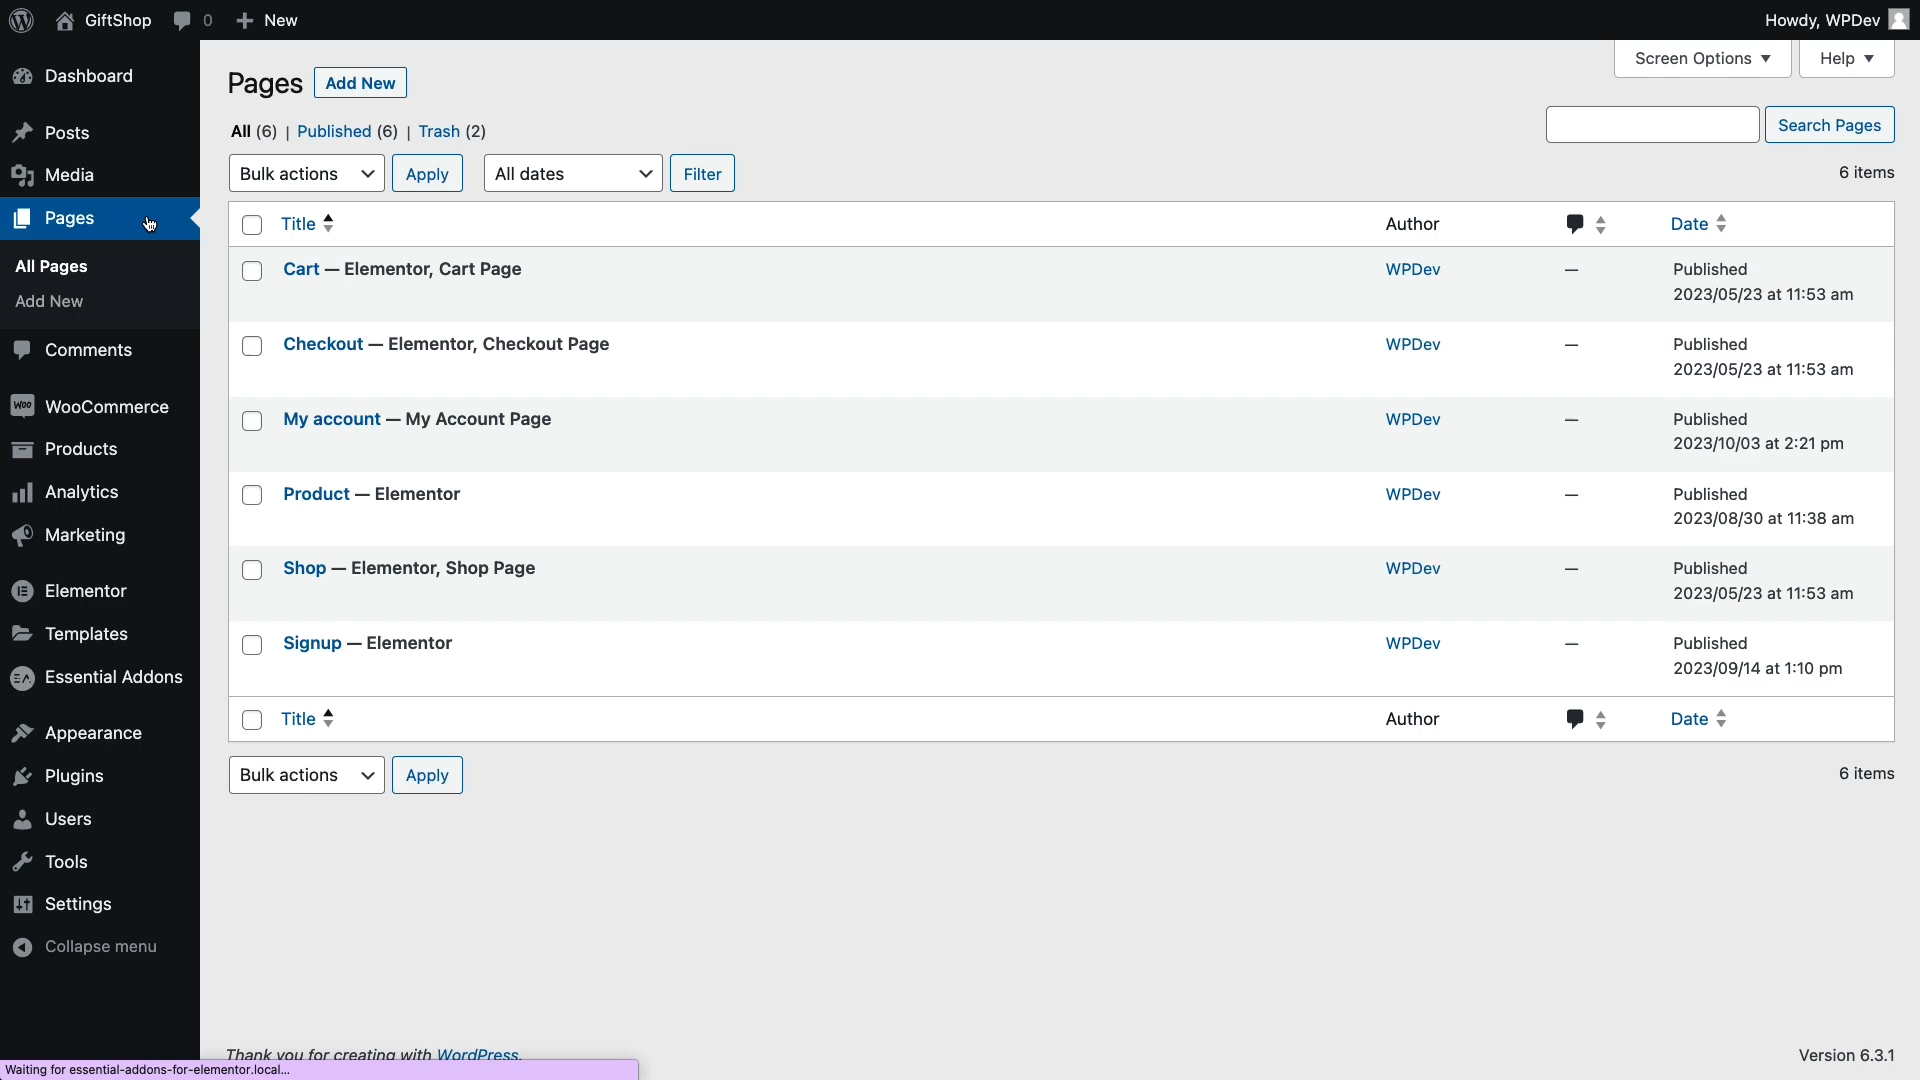 GiftShop 0 New Howdy, WPDev
Dashboard
Posts
Media
Pages
All Pages
Add New
Comments
WooCommerce
Products
Analytics
Marketing
Elementor
Templates
Essential Addons
Appearance
Plugins
Users
Tools
Settings
Collapse menu
Screen Options Help
Pages Add New
All (6) | Published (6) | Trash (2)
Search Pages
Bulk actions Apply All dates Filter 6 items
Title Author Date
Cart — Elementor, Cart Page WPDev — Published
2023/05/23 at 11:53 am
Checkout — Elementor, Checkout Page WPDev — Published
2023/05/23 at 11:53 am
My account — My Account Page WPDev — Published
2023/10/03 at 2:21 pm
Product — Elementor WPDev — Published
2023/08/30 at 11:38 am
Shop — Elementor, Shop Page WPDev — Published
2023/05/23 at 11:53 am
Signup — Elementor WPDev — Published
2023/09/14 at 1:10 pm
Title Author Date
Bulk actions Apply 6 items
Thank you for creating with WordPress. Version 6.3.1
Waiting for essential-addons-for-elementor.local...